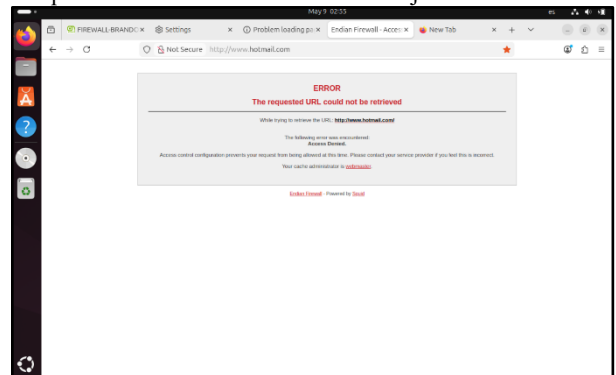 May 9 02:55
es
FIREWALL-BRANDO
Settings
Problem loading pa
Endian Firewall - Acces
New Tab
Not Secure http://www.hotmail.com
ERROR
The requested URL could not be retrieved
While trying to retrieve the URL: http://www.hotmail.com/
The following error was encountered:
Access Denied.
Access control configuration prevents your request from being allowed at this time. Please contact your service provider if you feel this is incorrect.
Your cache administrator is webmaster.
Endian Firewall - Powered by Squid